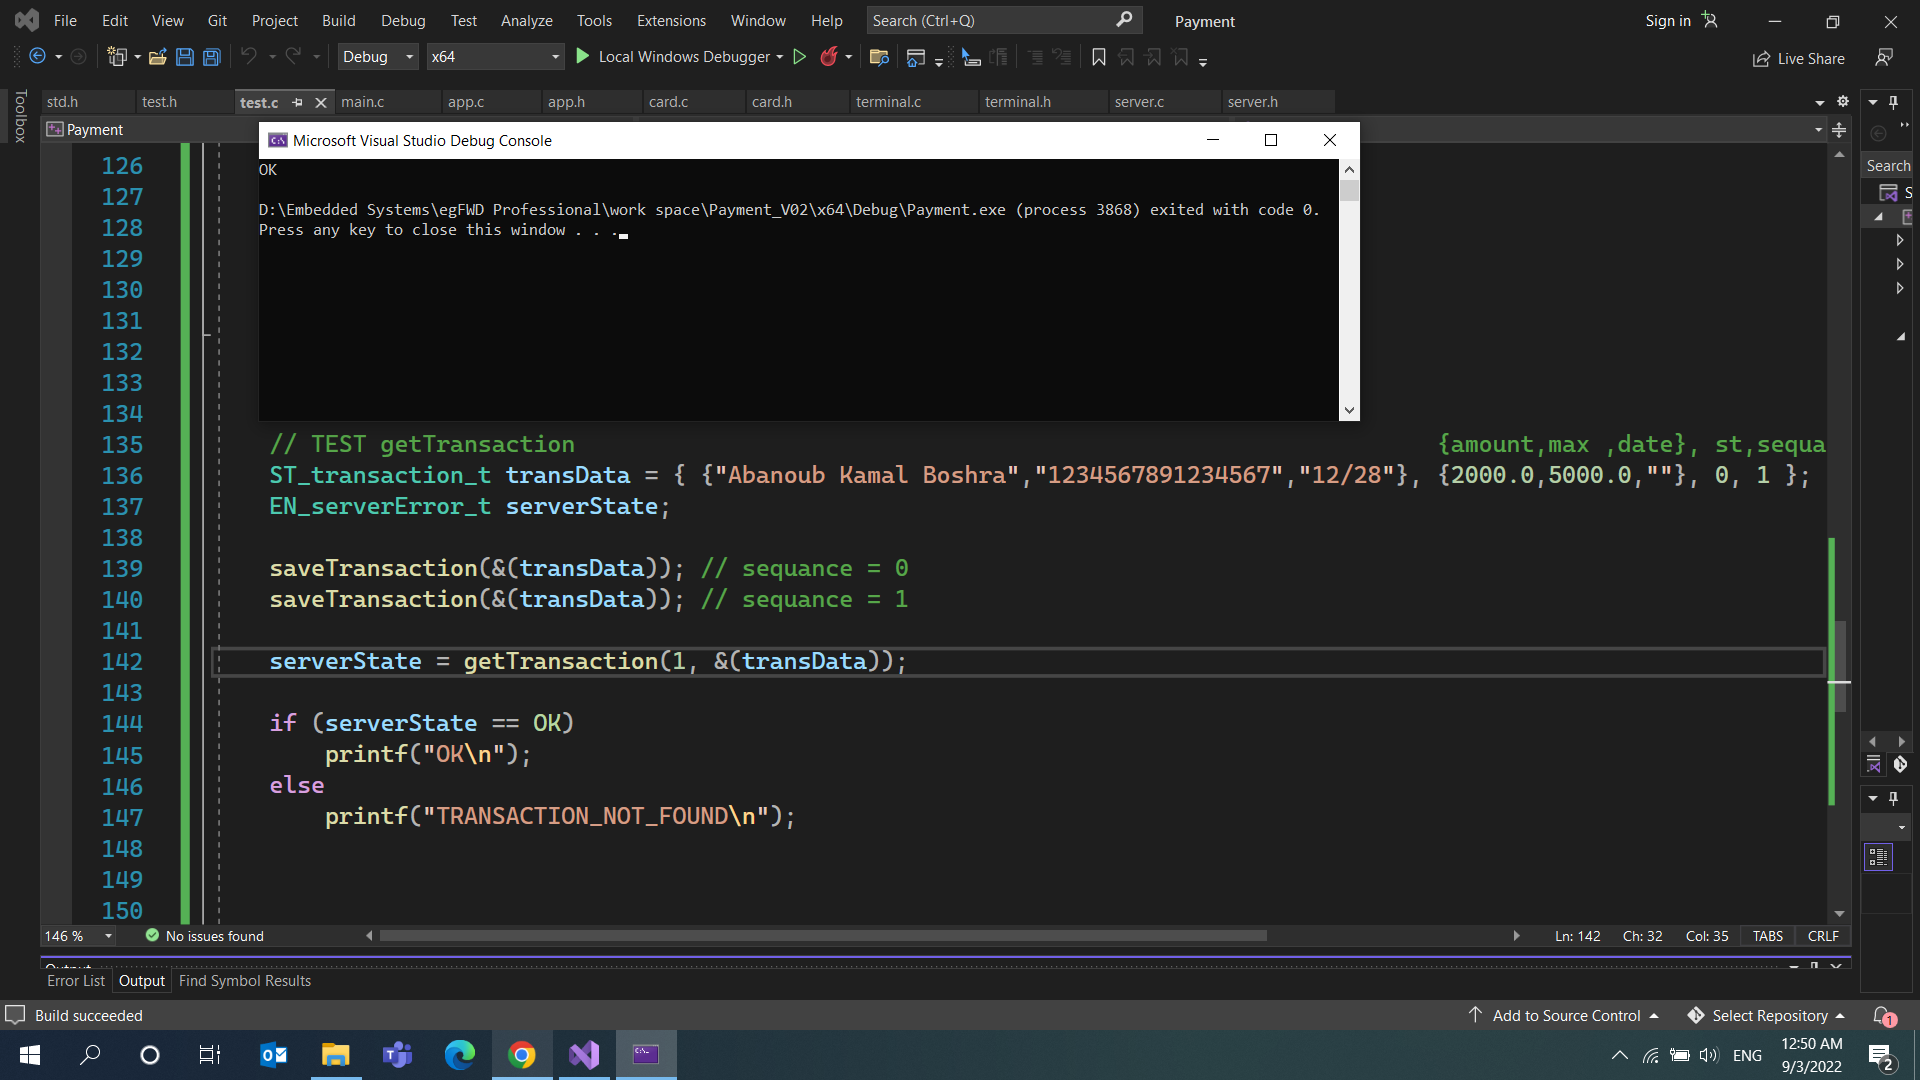 File Edit View Git Project Build Debug Test Analyze Tools Extensions Window Help Search (Ctrl+Q) Payment Sign in
Debug x64 Local Windows Debugger Live Share
Toolbox
std.h test.h test.c main.c app.c app.h card.c card.h terminal.c terminal.h server.c server.h
Payment
Microsoft Visual Studio Debug Console
OK
D:\Embedded Systems\egFWD Professional\work space\Payment_V02\x64\Debug\Payment.exe (process 3868) exited with code 0.
Press any key to close this window . . .
Search
S
126
127
128
129
130
131
132
133
134
135 // TEST getTransaction {amount,max ,date}, st,sequa
136 ST_transaction_t transData = { {"Abanoub Kamal Boshra","1234567891234567","12/28"}, {2000.0,5000.0,""}, 0, 1 };
137 EN_serverError_t serverState;
138
139 saveTransaction(&(transData)); // sequance = 0
140 saveTransaction(&(transData)); // sequance = 1
141
142 serverState = getTransaction(1, &(transData));
143
144 if (serverState == OK)
145 printf("OK\n");
146 else
147 printf("TRANSACTION_NOT_FOUND\n");
148
149
150
146 % No issues found Ln: 142 Ch: 32 Col: 35 TABS CRLF
Output
Error List Output Find Symbol Results
Build succeeded Add to Source Control Select Repository 1
ENG 12:50 AM
9/3/2022 2